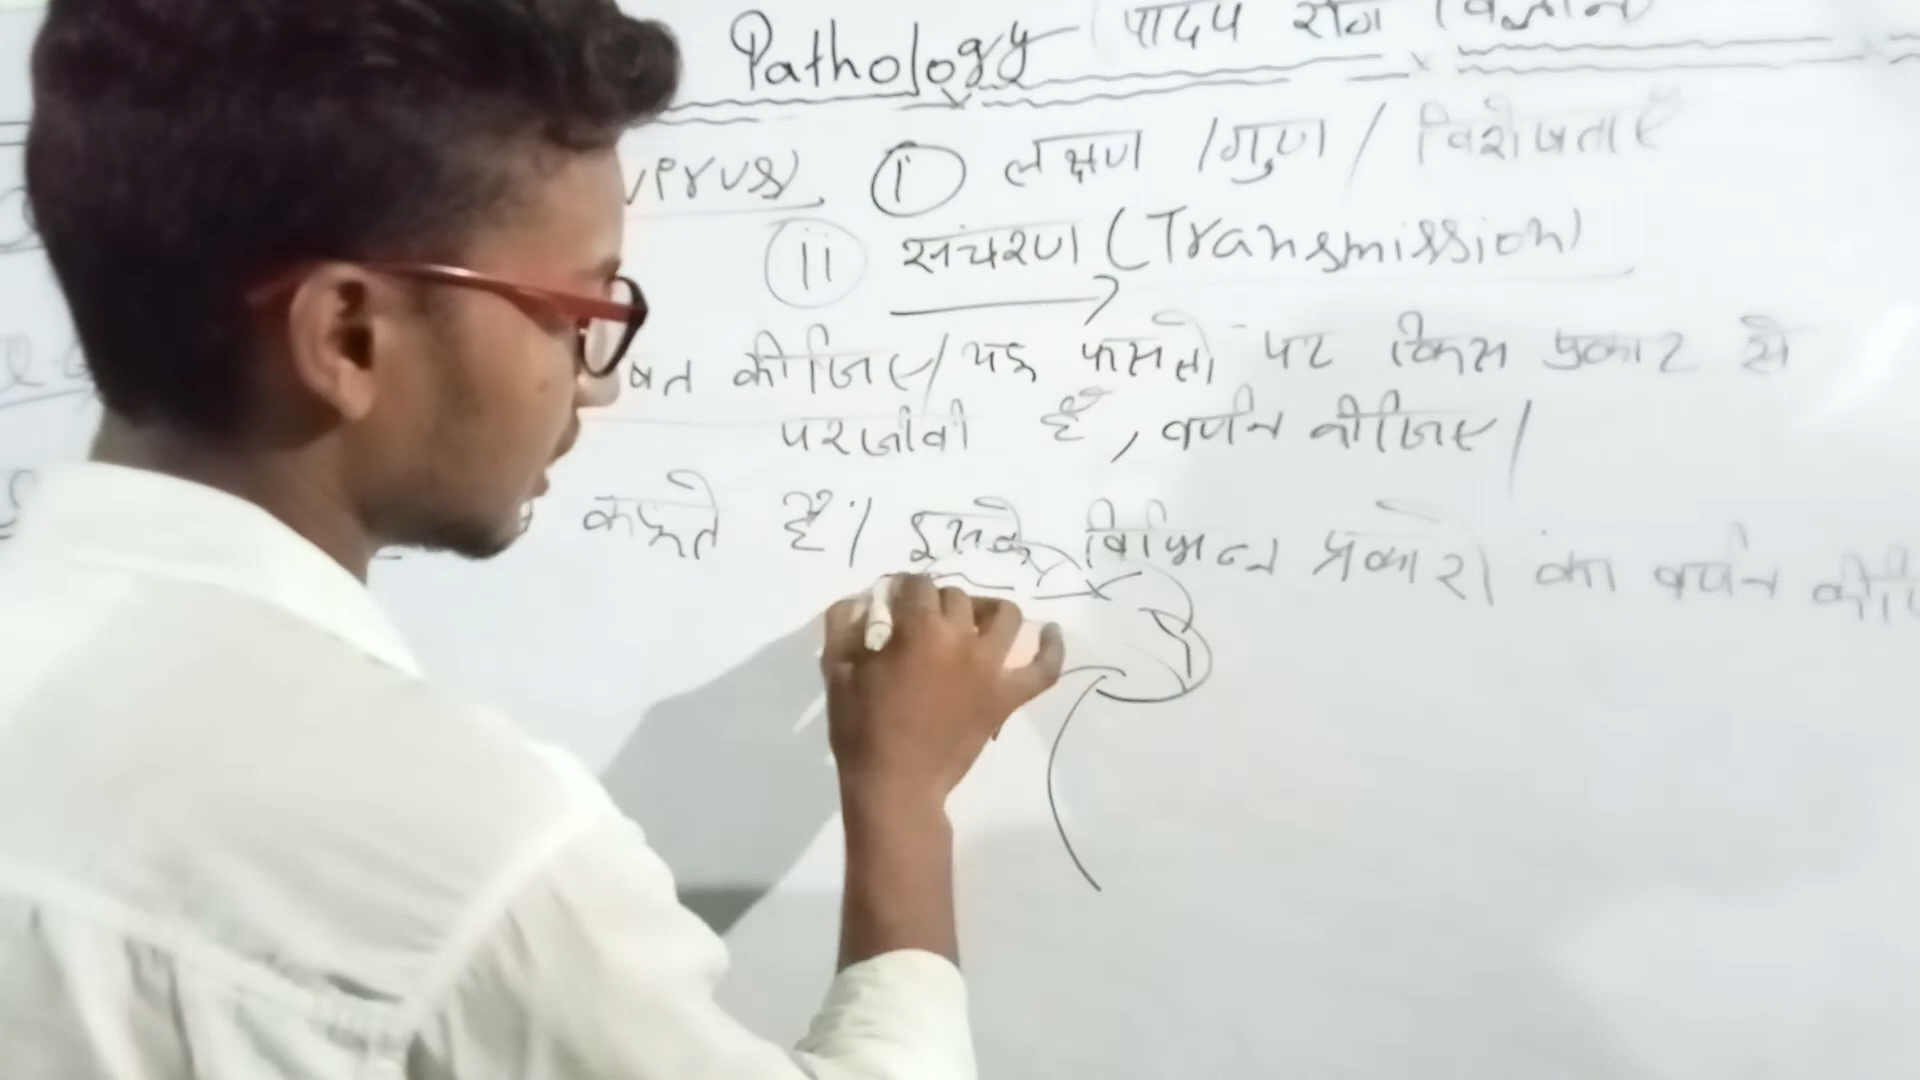 Pathology (पादप रोग विज्ञान)
virus, (i) लक्षण / गुण / विशेषताएँ
(ii) संचरण (Transmission)
कीजिए / यह फसलों पर किस प्रकार से
परजीवी है, वर्णन कीजिए /
कहते हैं / इसके विभिन्न प्रकारों का वर्णन